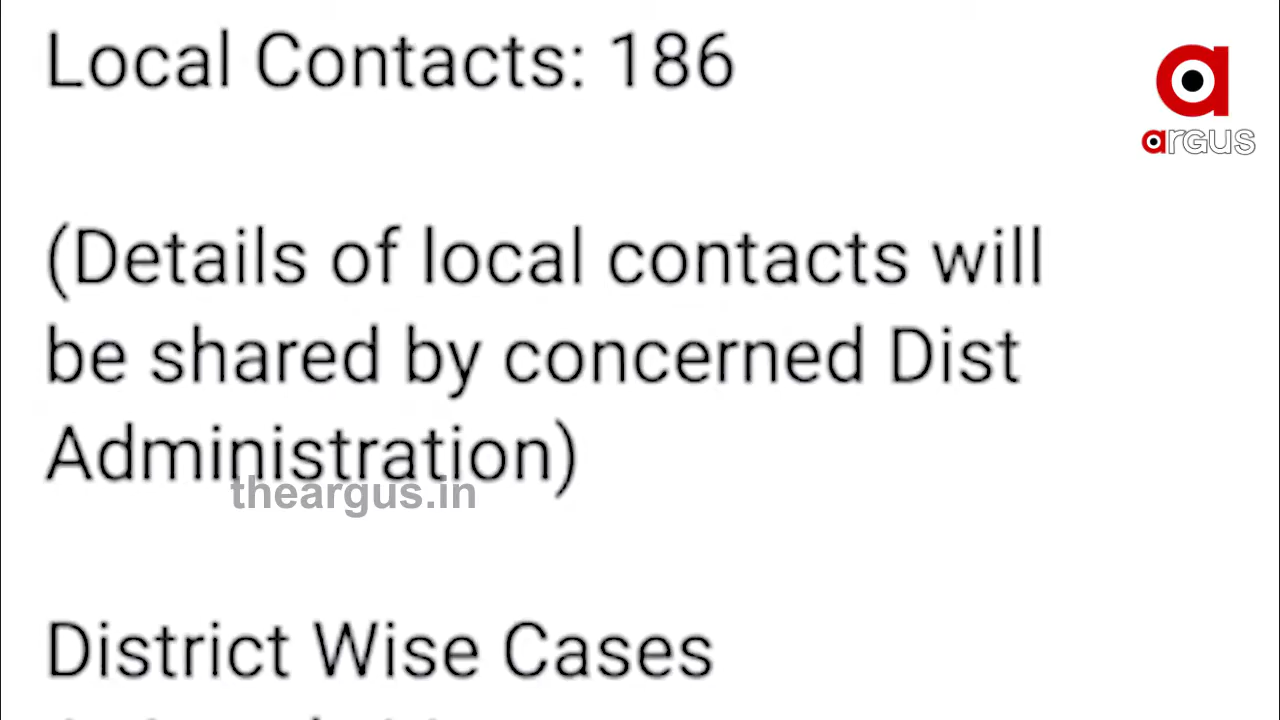 Local Contacts: 186
argus
(Details of local contacts will
be shared by concerned Dist
Administration)
theargus.in
District Wise Cases